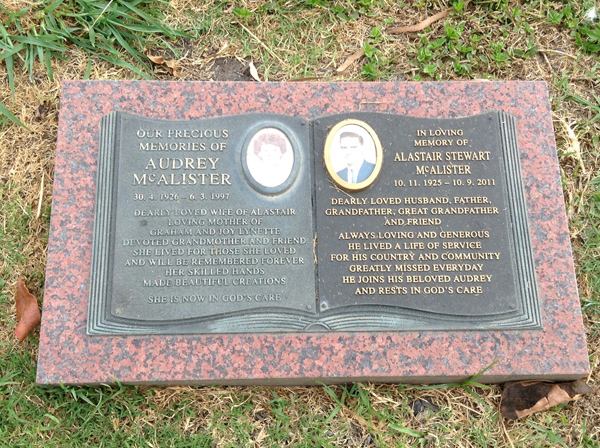 OUR PRECIOUS
MEMORIES OF
AUDREY
McALISTER
30. 4. 1926 – 6. 3. 1997
DEARLY LOVED WIFE OF ALASTAIR
LOVING MOTHER OF
GRAHAM AND JOY LYNETTE
DEVOTED GRANDMOTHER AND FRIEND
SHE LIVED FOR THOSE SHE LOVED
AND WILL BE REMEMBERED FOREVER
HER SKILLED HANDS
MADE BEAUTIFUL CREATIONS
SHE IS NOW IN GOD'S CARE
IN LOVING
MEMORY OF
ALASTAIR STEWART
McALISTER
10. 11. 1925 – 10. 9. 2011
DEARLY LOVED HUSBAND, FATHER,
GRANDFATHER, GREAT GRANDFATHER
AND FRIEND
ALWAYS LOVING AND GENEROUS
HE LIVED A LIFE OF SERVICE
FOR HIS COUNTRY AND COMMUNITY
GREATLY MISSED EVERYDAY
HE JOINS HIS BELOVED AUDREY
AND RESTS IN GOD'S CARE